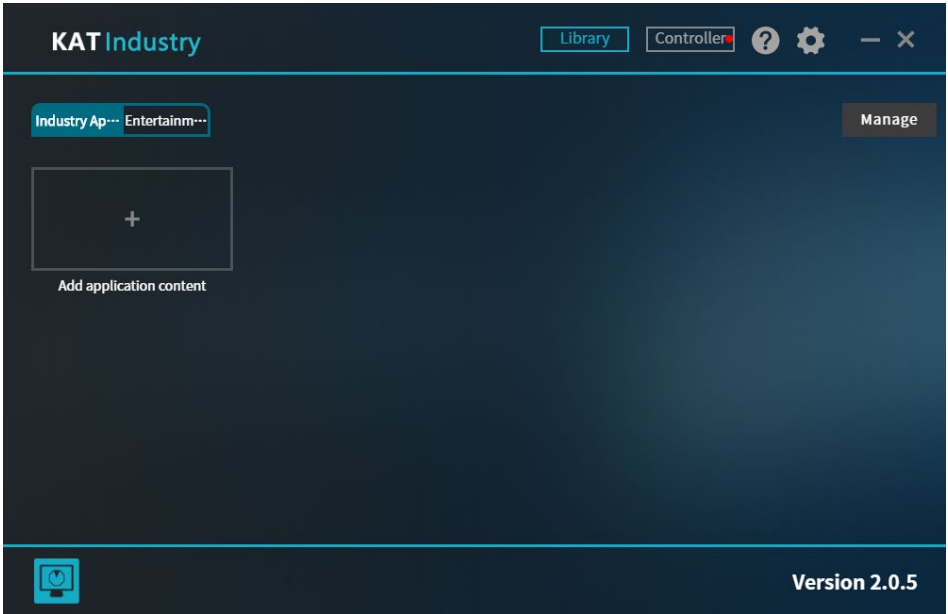 KAT Industry
Library
Controller
?
Industry Ap··· Entertainm···
Manage
+
Add application content
Version 2.0.5